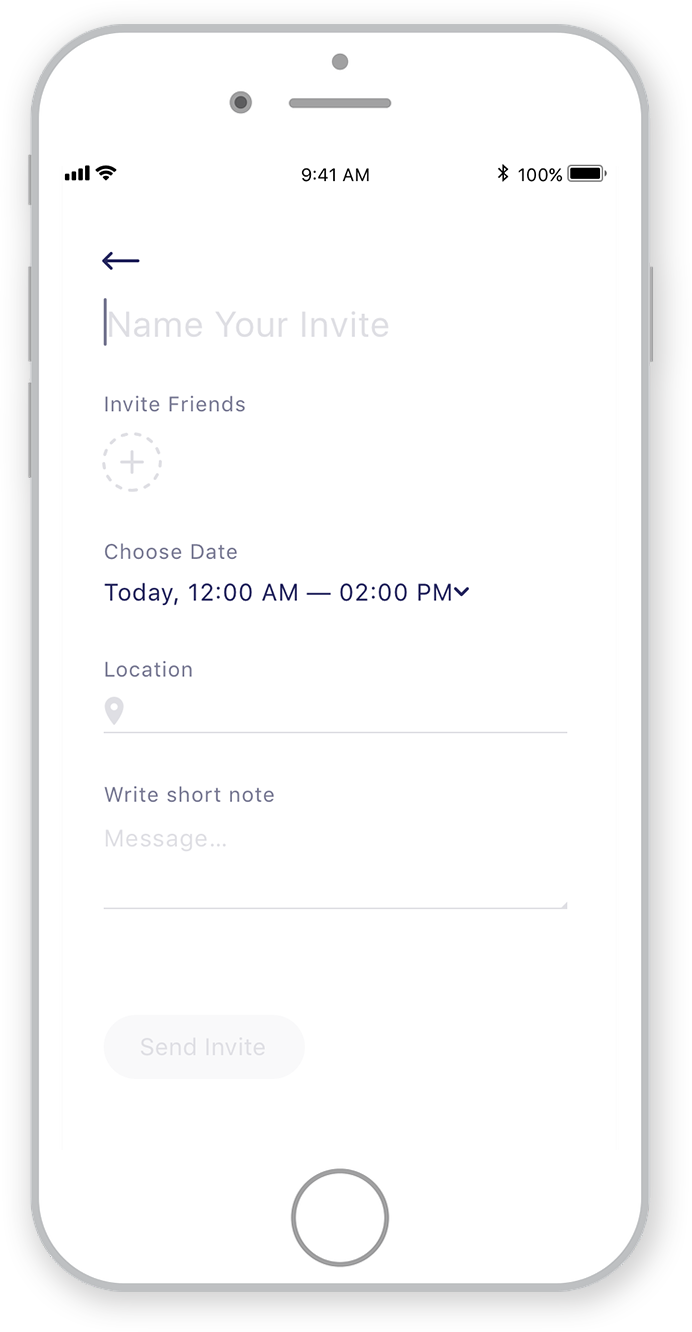 9:41 AM 100%
Name Your Invite
Invite Friends
Choose Date
Today, 12:00 AM — 02:00 PM
Location
Write short note
Message...
Send Invite